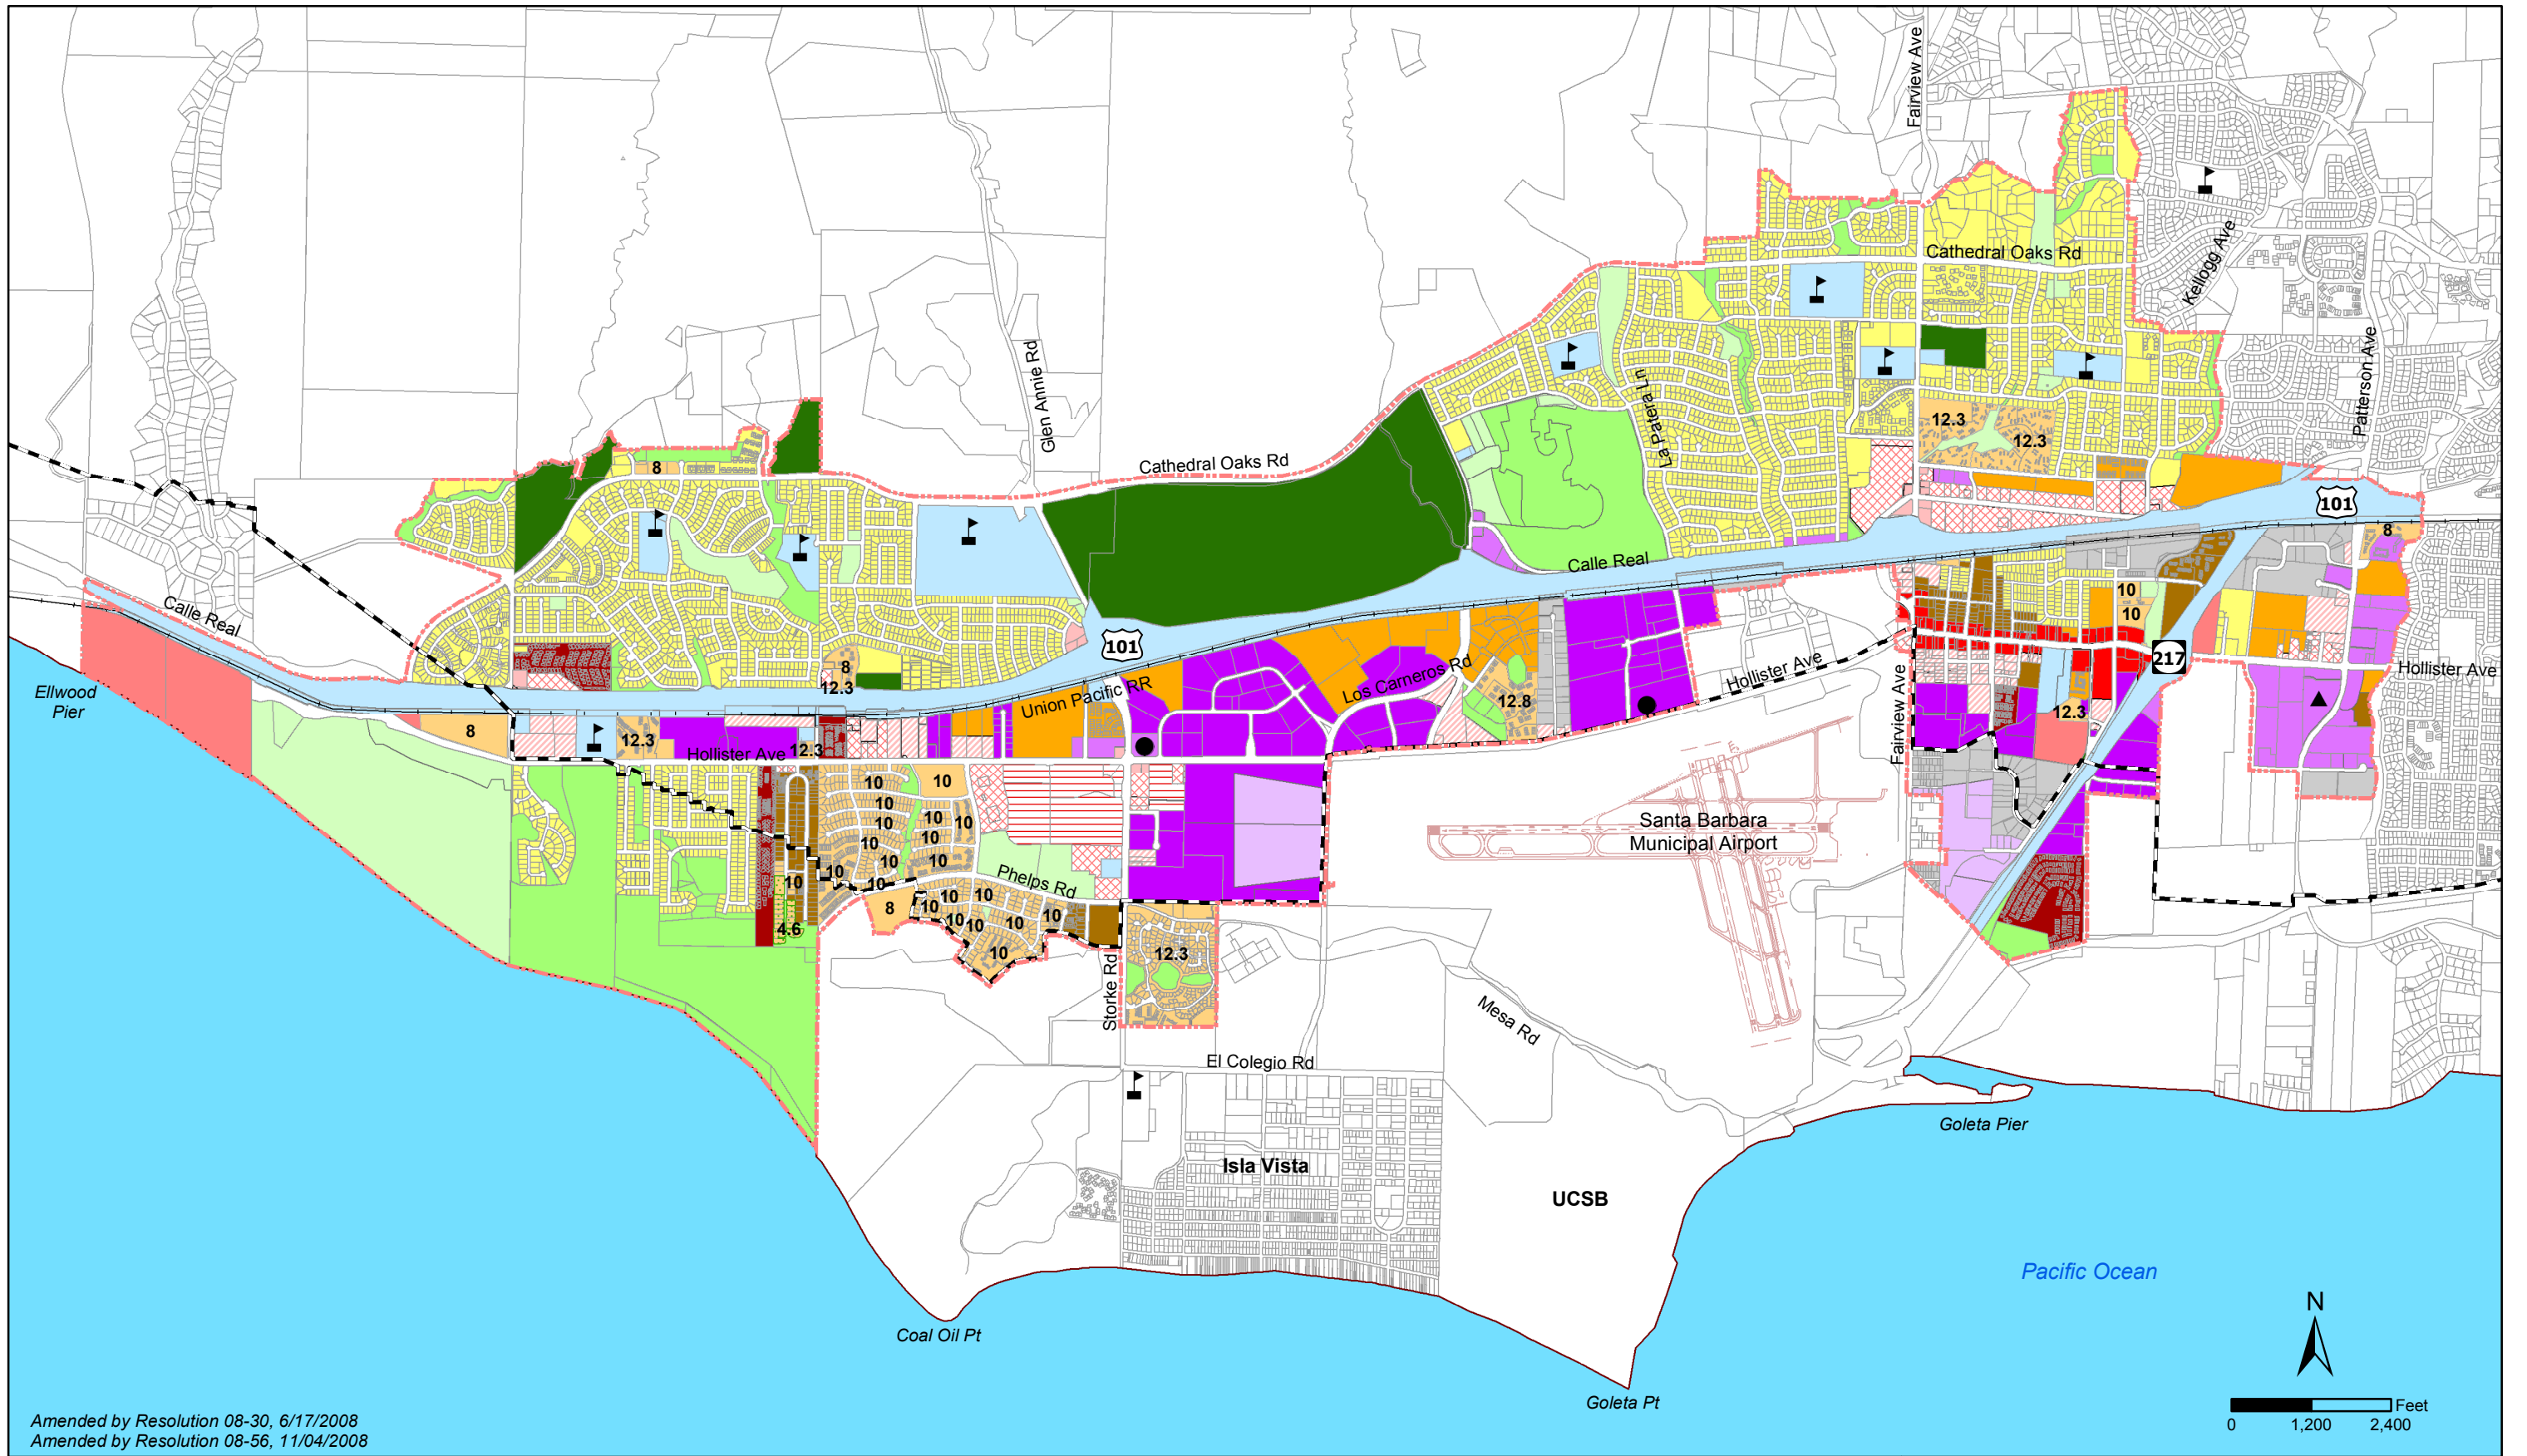 Fairview Ave
Cathedral Oaks Rd
Kellogg Ave
Patterson Ave
Glen Annie Rd
La Patera Ln
12.3
12.3
Cathedral Oaks Rd
8
101
8
Calle Real
Calle Real
10
10
101
217
Hollister Ave
8
12.3
Ellwood
Pier
Union Pacific RR
Los Carneros Rd
Hollister Ave
12.8
Fairview Ave
12.3
8
12.3
12.3
Hollister Ave
10
10
10
10
10
10
10
10
10
10
10
10
10
10
Phelps Rd
Santa Barbara
Municipal Airport
10
10
10
8
10
10
10
10
10
4.6
10
12.3
Storke Rd
Mesa Rd
El Colegio Rd
Goleta Pier
Isla Vista
UCSB
Pacific Ocean
N
Coal Oil Pt
Goleta Pt
Feet
0 1,200 2,400
Amended by Resolution 08-30, 6/17/2008
Amended by Resolution 08-56, 11/04/2008